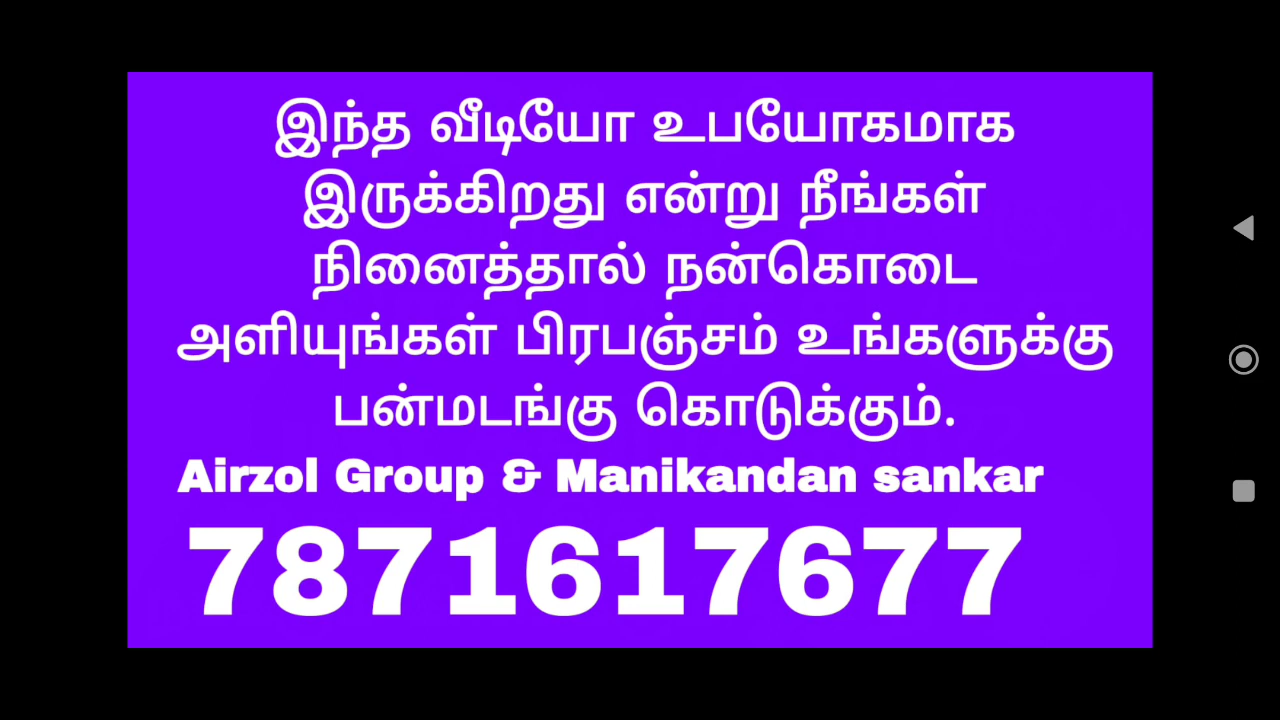 இந்த வீடியோ உபயோகமாக
இருக்கிறது என்று நீங்கள்
நினைத்தால் நன்கொடை
அளியுங்கள் பிரபஞ்சம் உங்களுக்கு
பன்மடங்கு கொடுக்கும்.
Airzol Group & Manikandan sankar
7871617677